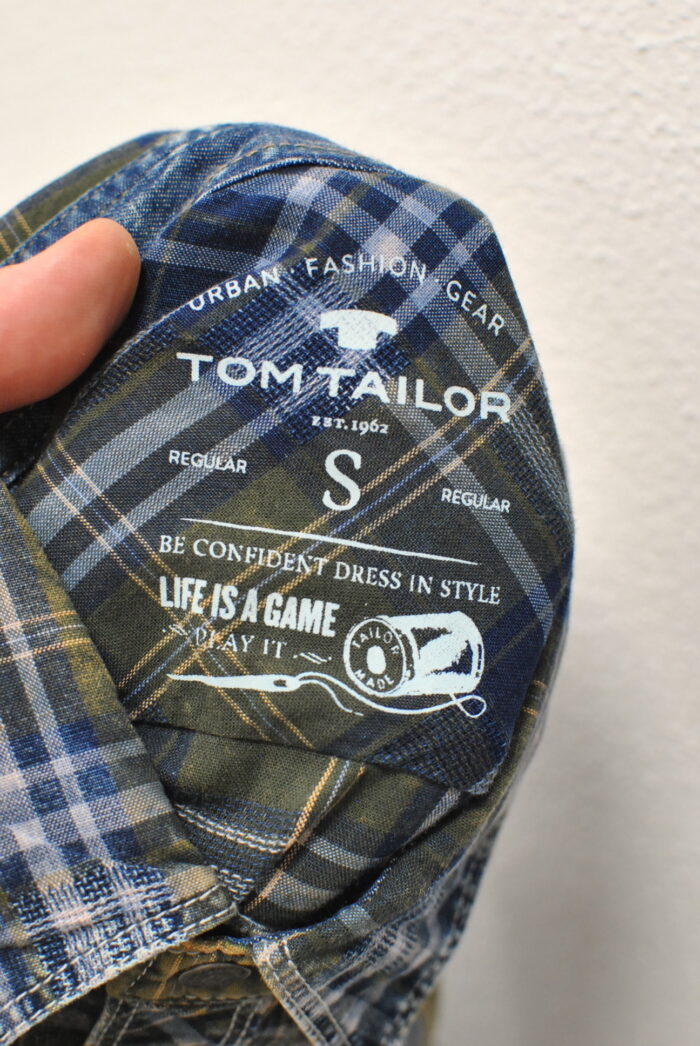 URBAN · FASHION · GEAR
TOM TAILOR
EST. 1962
REGULAR S REGULAR
BE CONFIDENT DRESS IN STYLE
LIFE IS A GAME
PLAY IT
TAILOR
MADE